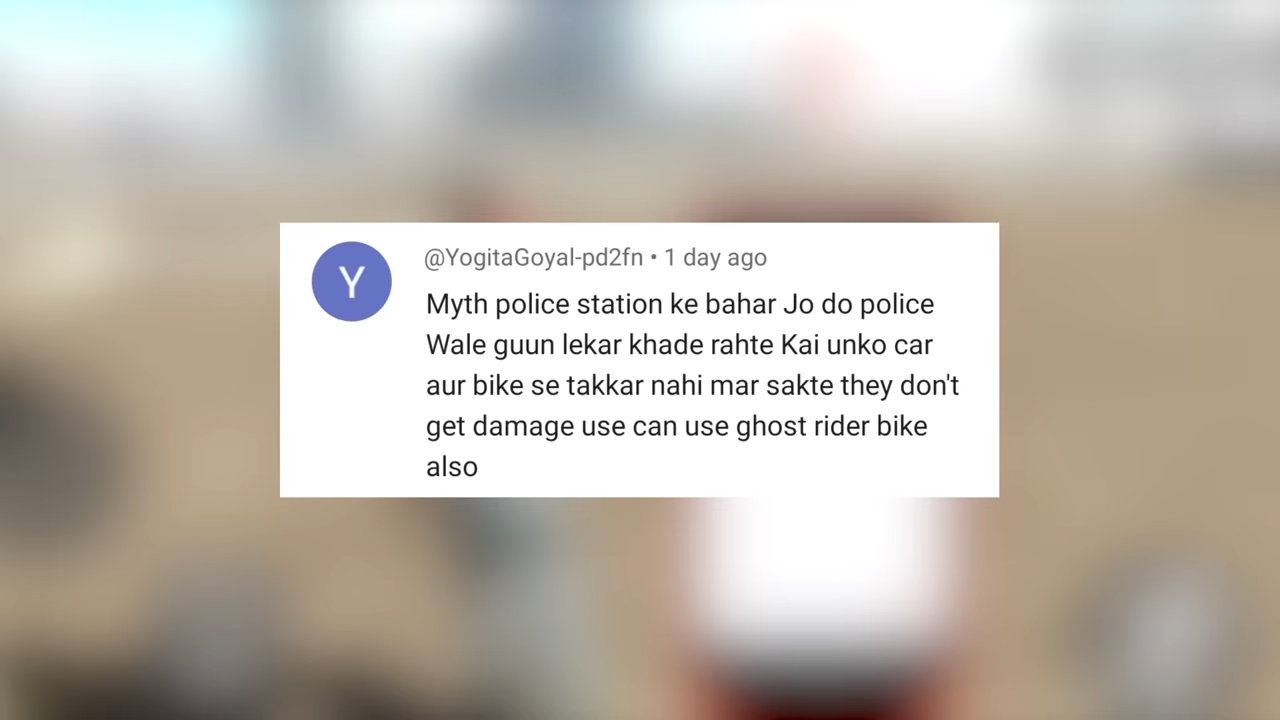 Y
@YogitaGoyal-pd2fn • 1 day ago
Myth police station ke bahar Jo do police
Wale guun lekar khade rahte Kai unko car
aur bike se takkar nahi mar sakte they don't
get damage use can use ghost rider bike
also